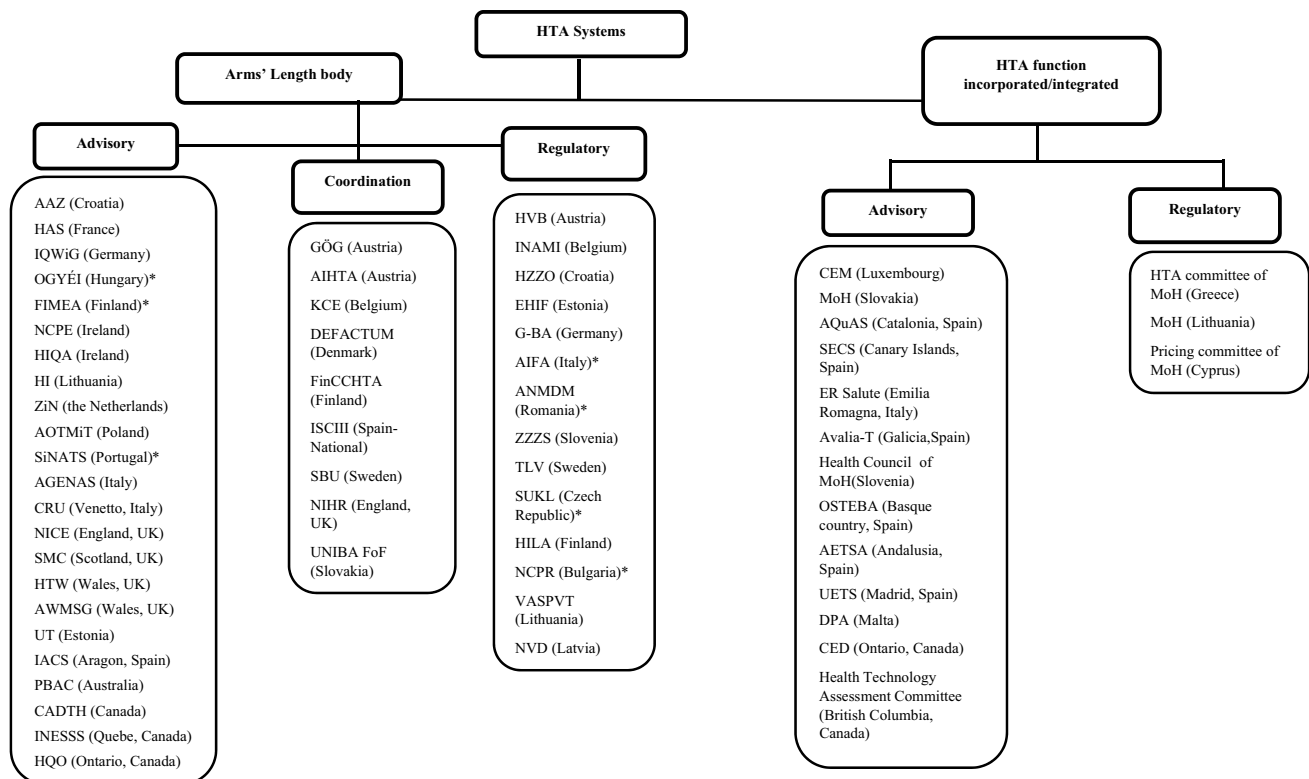 HTA Systems
Arms' Length body
HTA function
incorporated/integrated
Advisory
AAZ (Croatia)
HAS (France)
IQWiG (Germany)
OGYÉI (Hungary)*
FIMEA (Finland)*
NCPE (Ireland)
HIQA (Ireland)
HI (Lithuania)
ZiN (the Netherlands)
AOTMiT (Poland)
SiNATS (Portugal)*
AGENAS (Italy)
CRU (Venetto, Italy)
NICE (England, UK)
SMC (Scotland, UK)
HTW (Wales, UK)
AWMSG (Wales, UK)
UT (Estonia)
IACS (Aragon, Spain)
PBAC (Australia)
CADTH (Canada)
INESSS (Quebe, Canada)
HQO (Ontario, Canada)
Coordination
GÖG (Austria)
AIHTA (Austria)
KCE (Belgium)
DEFACTUM
(Denmark)
FinCCHTA
(Finland)
ISCIII (Spain-
National)
SBU (Sweden)
NIHR (England,
UK)
UNIBA FoF
(Slovakia)
Regulatory
HVB (Austria)
INAMI (Belgium)
HZZO (Croatia)
EHIF (Estonia)
G-BA (Germany)
AIFA (Italy)*
ANMDM
(Romania)*
ZZZS (Slovenia)
TLV (Sweden)
SUKL (Czech
Republic)*
HILA (Finland)
NCPR (Bulgaria)*
VASPVT
(Lithuania)
NVD (Latvia)
Advisory
CEM (Luxembourg)
MoH (Slovakia)
AQuAS (Catalonia, Spain)
SECS (Canary Islands,
Spain)
ER Salute (Emilia
Romagna, Italy)
Avalia-T (Galicia,Spain)
Health Council of
MoH(Slovenia)
OSTEBA (Basque
country, Spain)
AETSA (Andalusia,
Spain)
UETS (Madrid, Spain)
DPA (Malta)
CED (Ontario, Canada)
Health Technology
Assessment Committee
(British Columbia,
Canada)
Regulatory
HTA committee of
MoH (Greece)
MoH (Lithuania)
Pricing committee of
MoH (Cyprus)